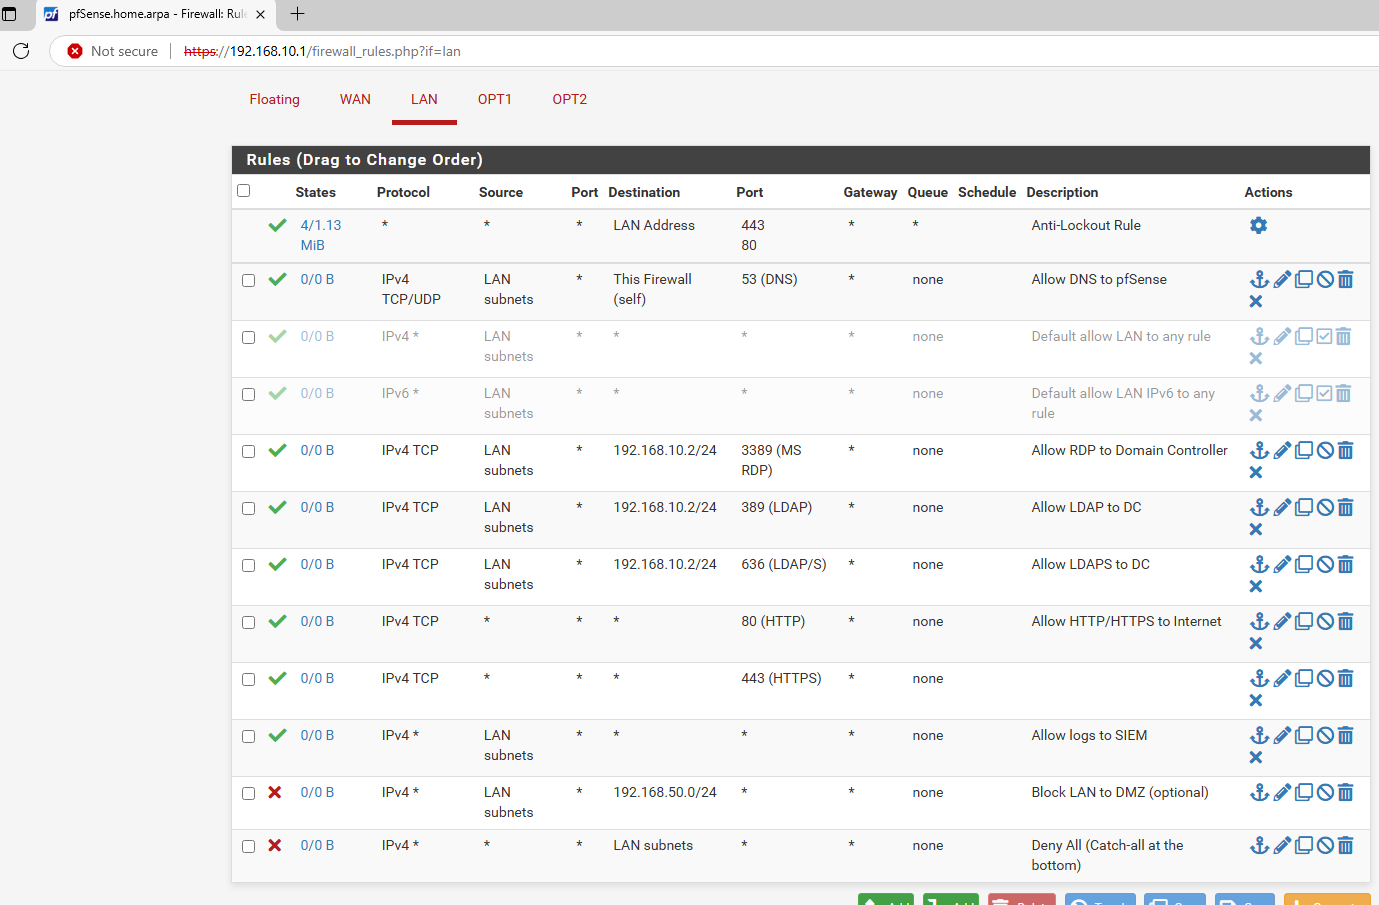 pfSense.home.arpa - Firewall: Rul
Not secure https://192.168.10.1/firewall_rules.php?if=lan
Floating WAN LAN OPT1 OPT2
Rules (Drag to Change Order)
States Protocol Source Port Destination Port Gateway Queue Schedule Description Actions
4/1.13 * * * LAN Address 443 * * Anti-Lockout Rule
MiB 80
0/0 B IPv4 LAN * This Firewall 53 (DNS) * none Allow DNS to pfSense
TCP/UDP subnets (self)
0/0 B IPv4 * LAN * * * * none Default allow LAN to any rule
subnets
0/0 B IPv6 * LAN * * * * none Default allow LAN IPv6 to any
subnets rule
0/0 B IPv4 TCP LAN * 192.168.10.2/24 3389 (MS * none Allow RDP to Domain Controller
subnets RDP)
0/0 B IPv4 TCP LAN * 192.168.10.2/24 389 (LDAP) * none Allow LDAP to DC
subnets
0/0 B IPv4 TCP LAN * 192.168.10.2/24 636 (LDAP/S) * none Allow LDAPS to DC
subnets
0/0 B IPv4 TCP * * * 80 (HTTP) * none Allow HTTP/HTTPS to Internet
0/0 B IPv4 TCP * * * 443 (HTTPS) * none
0/0 B IPv4 * LAN * * * * none Allow logs to SIEM
subnets
0/0 B IPv4 * LAN * 192.168.50.0/24 * * none Block LAN to DMZ (optional)
subnets
0/0 B IPv4 * * * LAN subnets * * none Deny All (Catch-all at the
bottom)